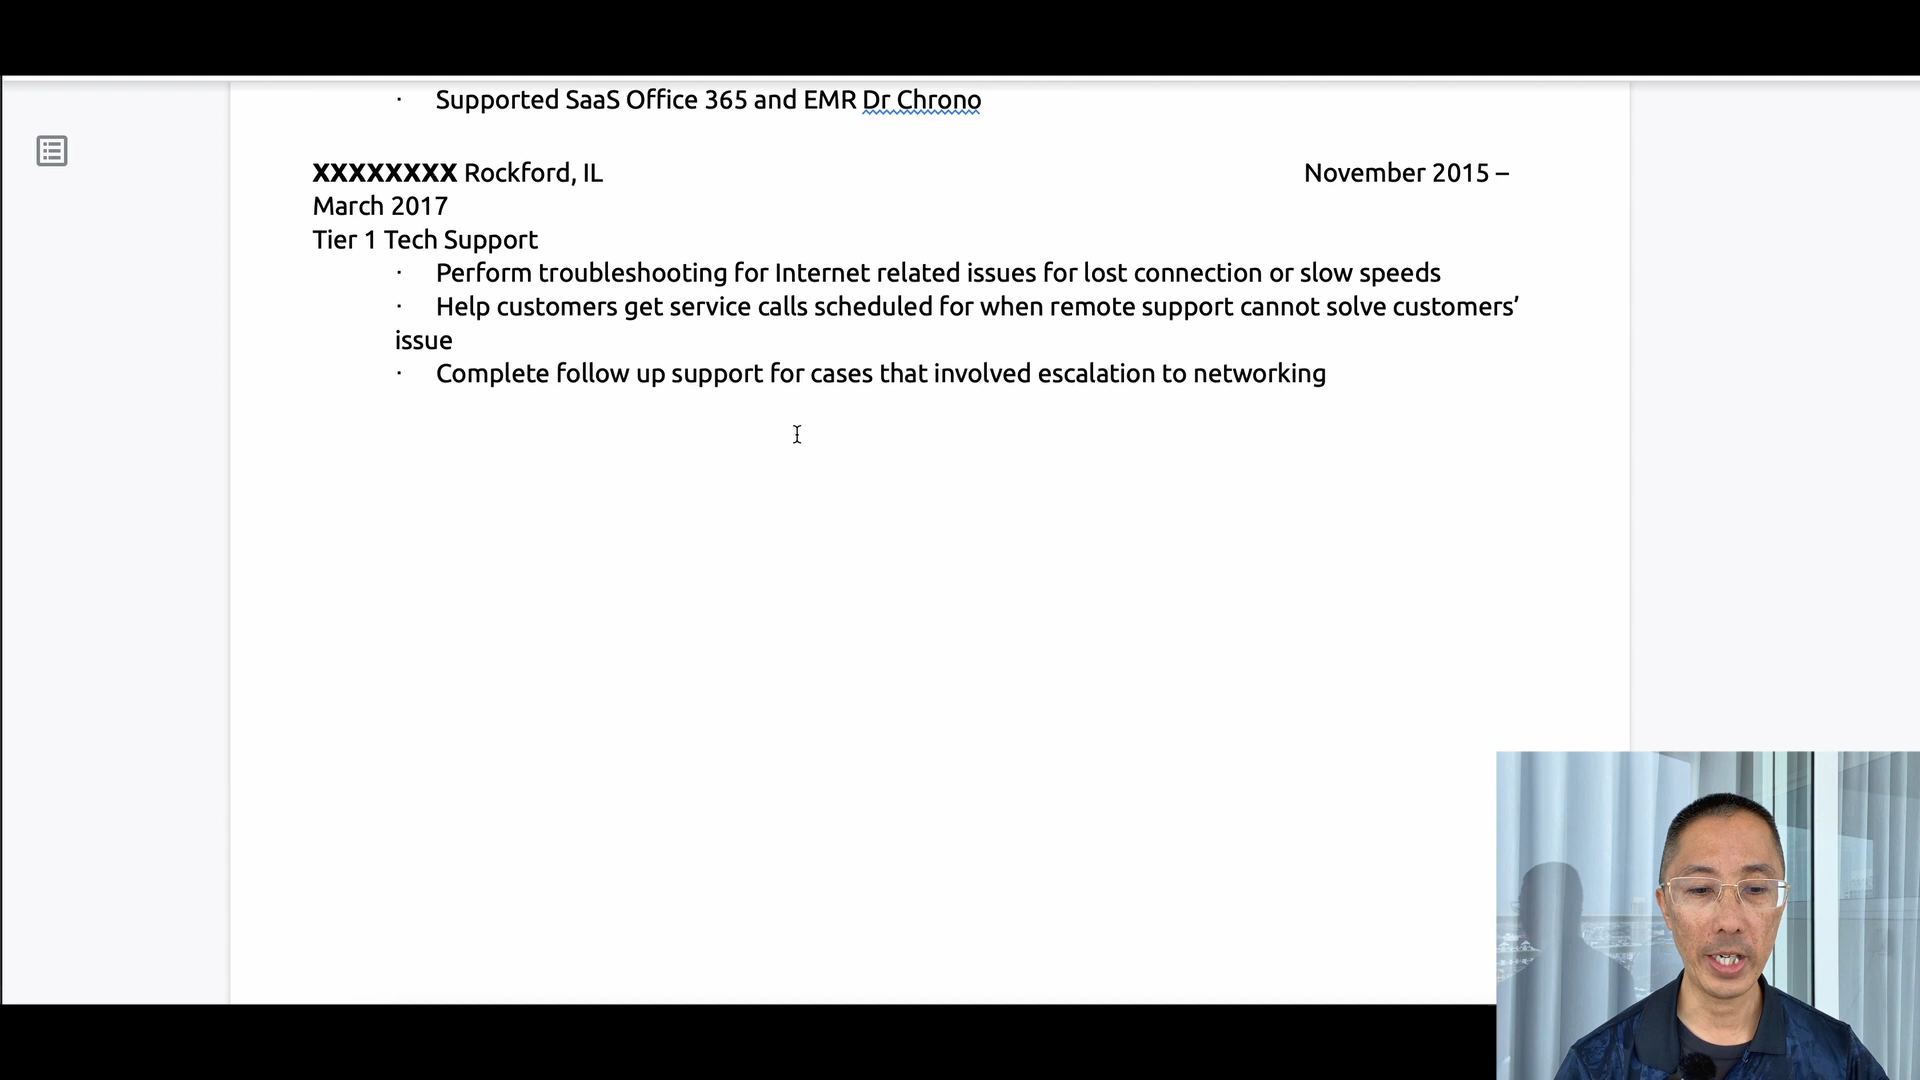 · Supported SaaS Office 365 and EMR Dr Chrono
XXXXXXXX Rockford, IL November 2015 –
March 2017
Tier 1 Tech Support
· Perform troubleshooting for Internet related issues for lost connection or slow speeds
· Help customers get service calls scheduled for when remote support cannot solve customers’
issue
· Complete follow up support for cases that involved escalation to networking